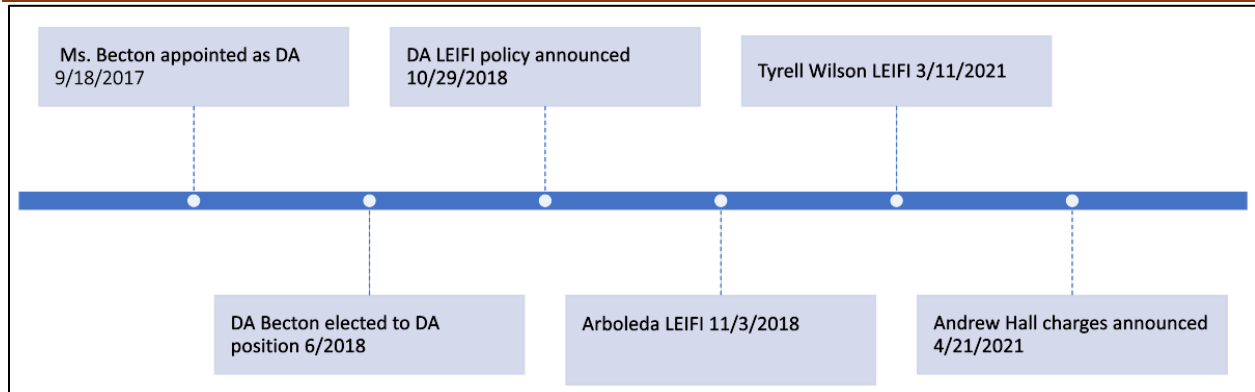 Ms. Becton appointed as DA
9/18/2017
DA LEIFI policy announced
10/29/2018
Tyrell Wilson LEIFI 3/11/2021
DA Becton elected to DA
position 6/2018
Arboleda LEIFI 11/3/2018
Andrew Hall charges announced
4/21/2021